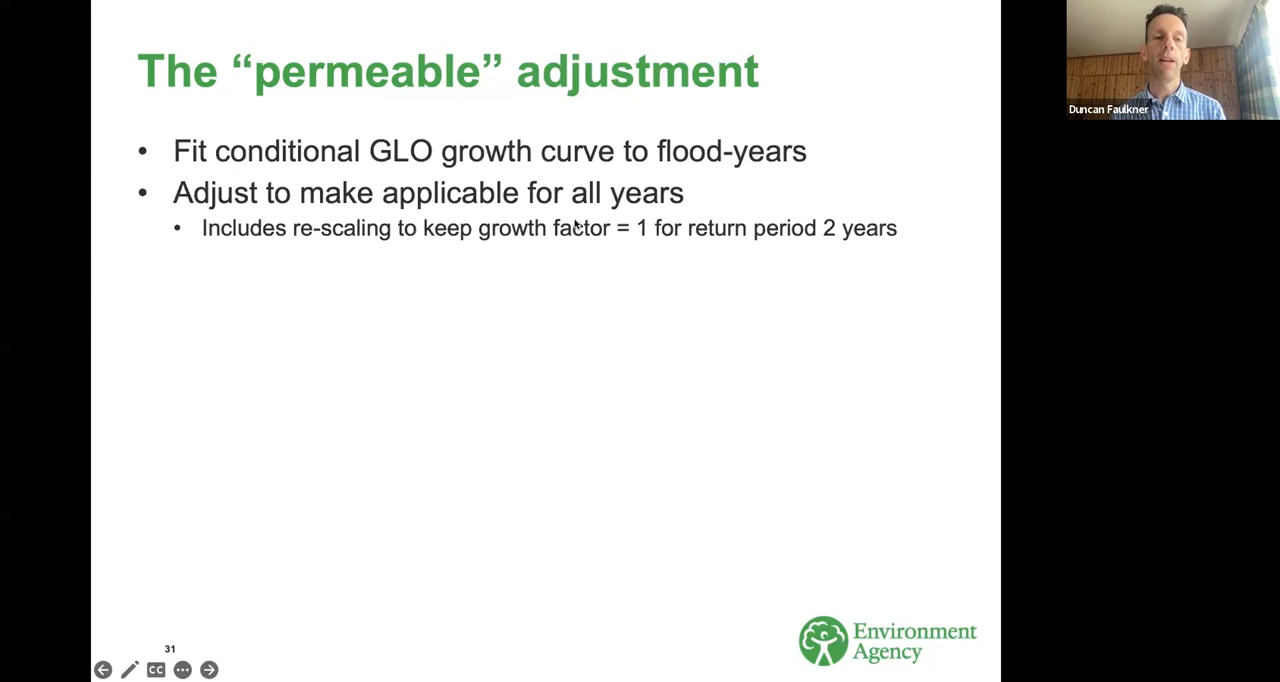 The “permeable” adjustment
Duncan Faulkner
• Fit conditional GLO growth curve to flood-years
• Adjust to make applicable for all years
• Includes re-scaling to keep growth factor = 1 for return period 2 years
31
CC
Environment
Agency